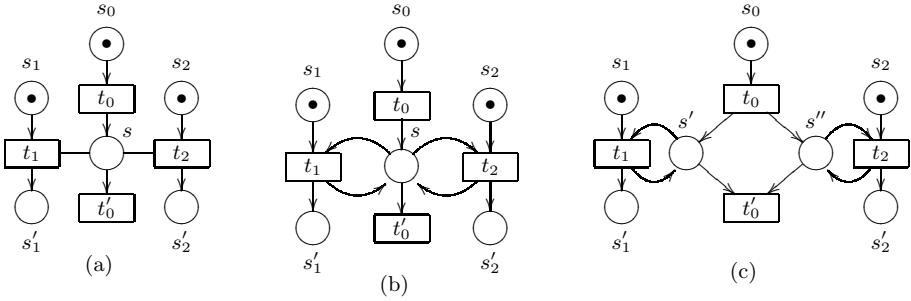 s₀
s₁ s₂
t₀
s
t₁ t₂
t′₀
s′₁ s′₂
(a)
s₀
s₁ s₂
t₀
s
t₁ t₂
t′₀
s′₁ s′₂
(b)
s₀
s₁ s₂
t₀
s′ s″
t₁ t₂
t′₀
s′₁ s′₂
(c)